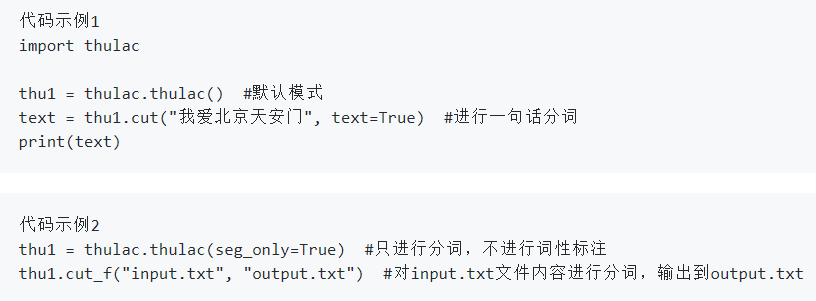 代码示例1
import thulac
thu1 = thulac.thulac()  #默认模式
text = thu1.cut("我爱北京天安门", text=True)  #进行一句话分词
print(text)
代码示例2
thu1 = thulac.thulac(seg_only=True)  #只进行分词，不进行词性标注
thu1.cut_f("input.txt", "output.txt")  #对input.txt文件内容进行分词，输出到output.txt